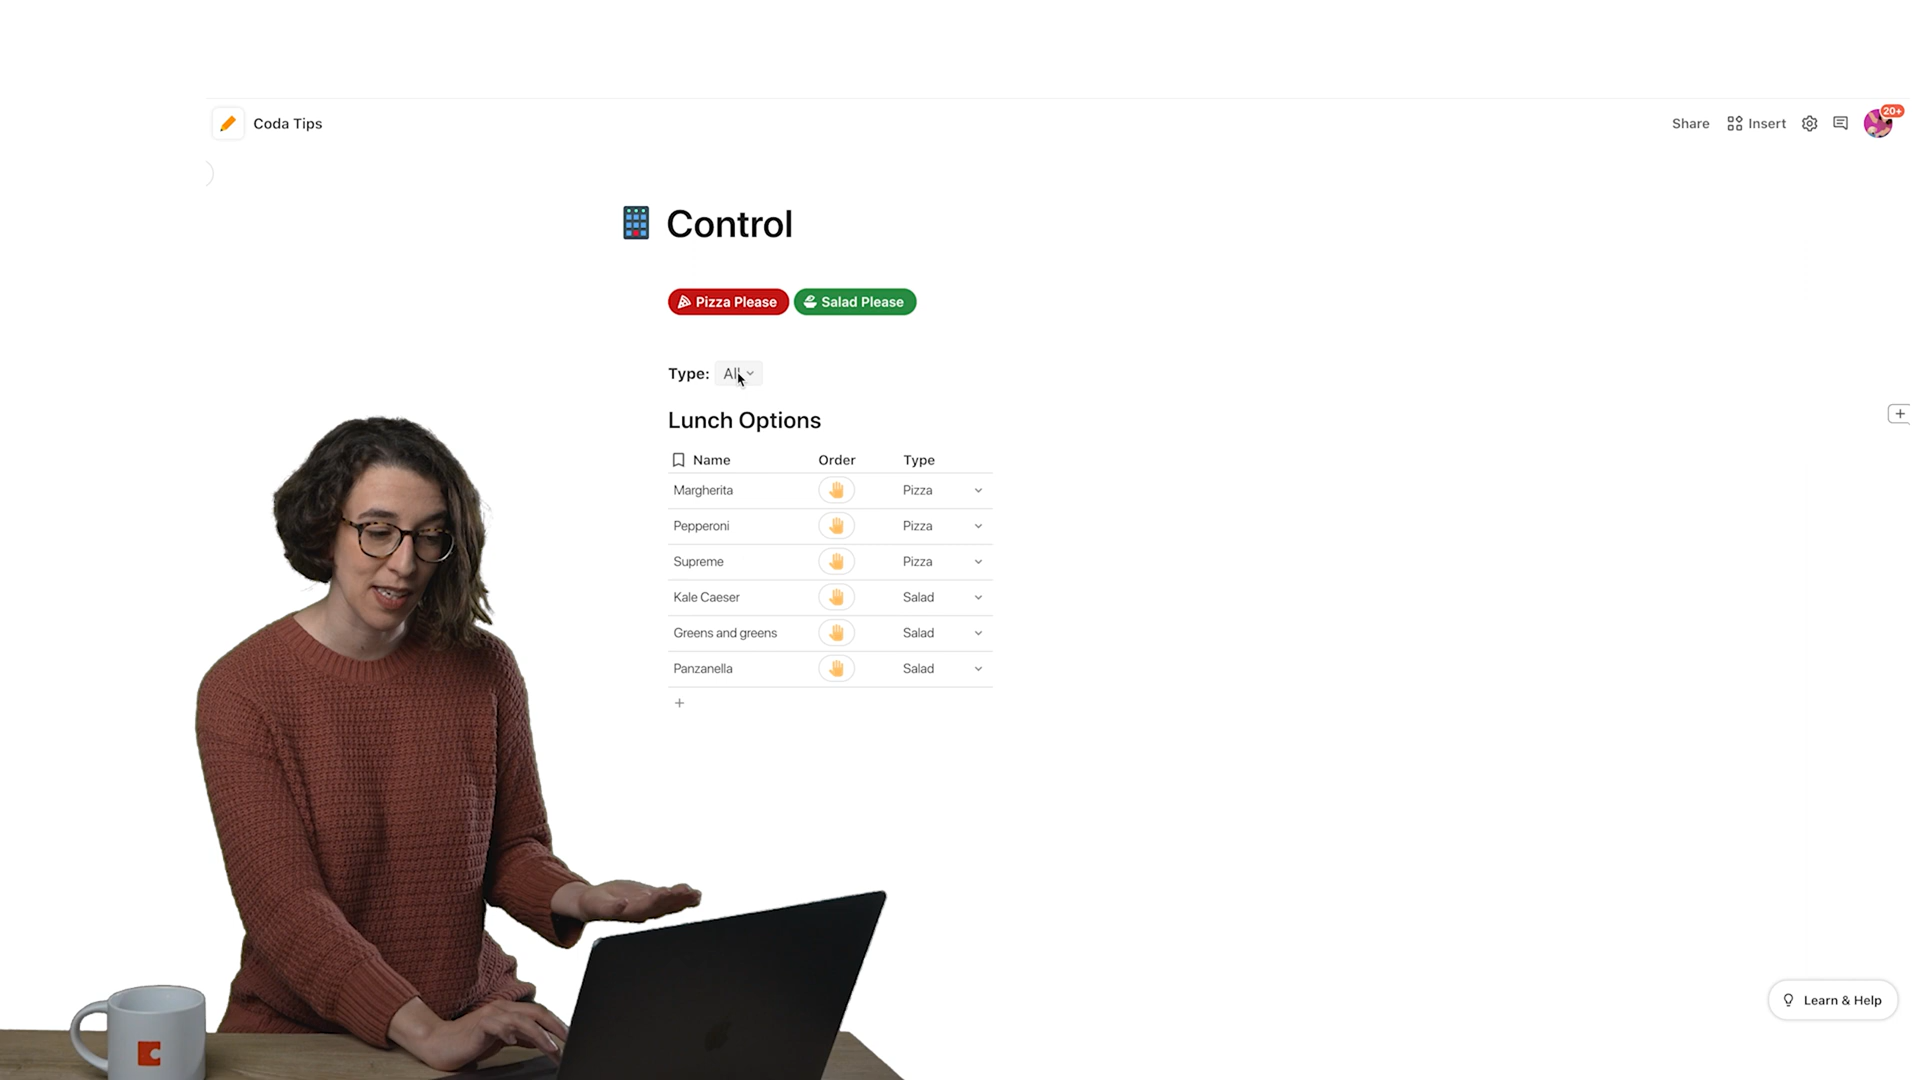 Coda Tips
Share
Insert
20+
Control
Pizza Please
Salad Please
Type: All
Lunch Options
Name Order Type
Margherita Pizza
Pepperoni Pizza
Supreme Pizza
Kale Caeser Salad
Greens and greens Salad
Panzanella Salad
Learn & Help